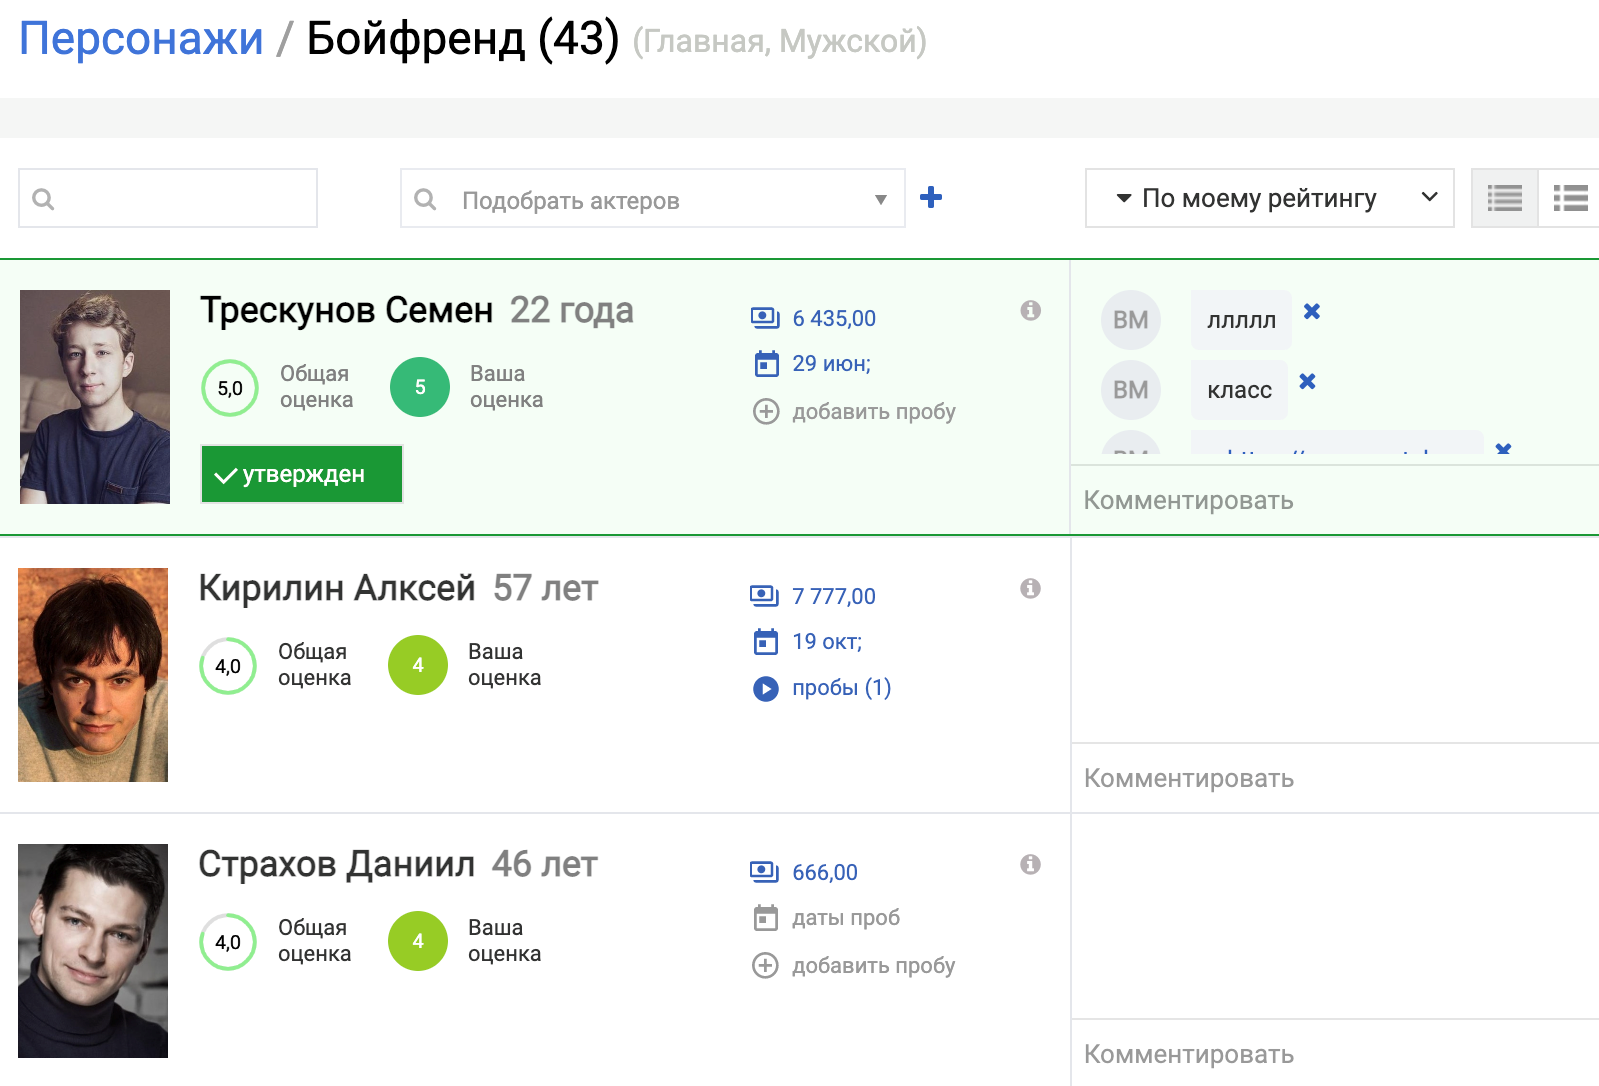 Персонажи / Бойфренд (43) (Главная, Мужской)
Подобрать актеров
По моему рейтингу
Трескунов Семен 22 года
5,0
Общая
оценка
5
Ваша
оценка
утвержден
6 435,00
29 июн;
добавить пробу
ВМ
ллллл
ВМ
класс
Комментировать
Кирилин Алксей 57 лет
4,0
Общая
оценка
4
Ваша
оценка
7 777,00
19 окт;
пробы (1)
Комментировать
Страхов Даниил 46 лет
4,0
Общая
оценка
4
Ваша
оценка
666,00
даты проб
добавить пробу
Комментировать